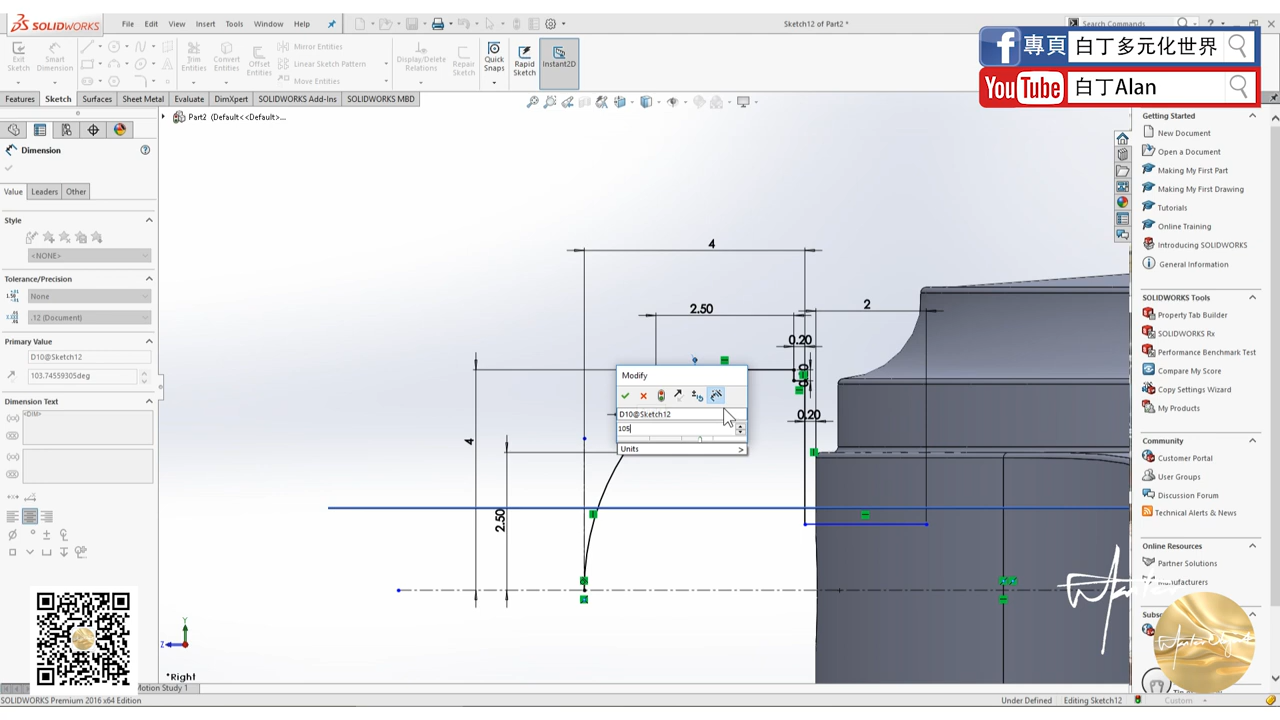 SOLIDWORKS
File Edit View Insert Tools Window Help
Sketch12 of Part2 *
Search Commands
專頁 白丁多元化世界
YouTube 白丁Alan
Exit Sketch
Smart Dimension
Trim Entities
Convert Entities
Offset Entities
Mirror Entities
Linear Sketch Pattern
Move Entities
Display/Delete Relations
Repair Sketch
Quick Snaps
Rapid Sketch
Instant2D
Features Sketch Surfaces Sheet Metal Evaluate DimXpert SOLIDWORKS Add-Ins SOLIDWORKS MBD
Part2 (Default<<Default>...
Dimension
Value Leaders Other
Style
<NONE>
Tolerance/Precision
None
.12 (Document)
Primary Value
D10@Sketch12
103.74559305deg
Dimension Text
<DIM>
4
2.50
2
0.20
0.20
4
2.50
Modify
D10@Sketch12
105
Units
Getting Started
New Document
Open a Document
Making My First Part
Making My First Drawing
Tutorials
Online Training
Introducing SOLIDWORKS
General Information
SOLIDWORKS Tools
Property Tab Builder
SOLIDWORKS Rx
Performance Benchmark Test
Compare My Score
Copy Settings Wizard
My Products
Community
Customer Portal
User Groups
Discussion Forum
Technical Alerts & News
Online Resources
Partner Solutions
Manufacturers
*Right
Motion Study 1
SOLIDWORKS Premium 2016 x64 Edition
Under Defined Editing Sketch12
Custom